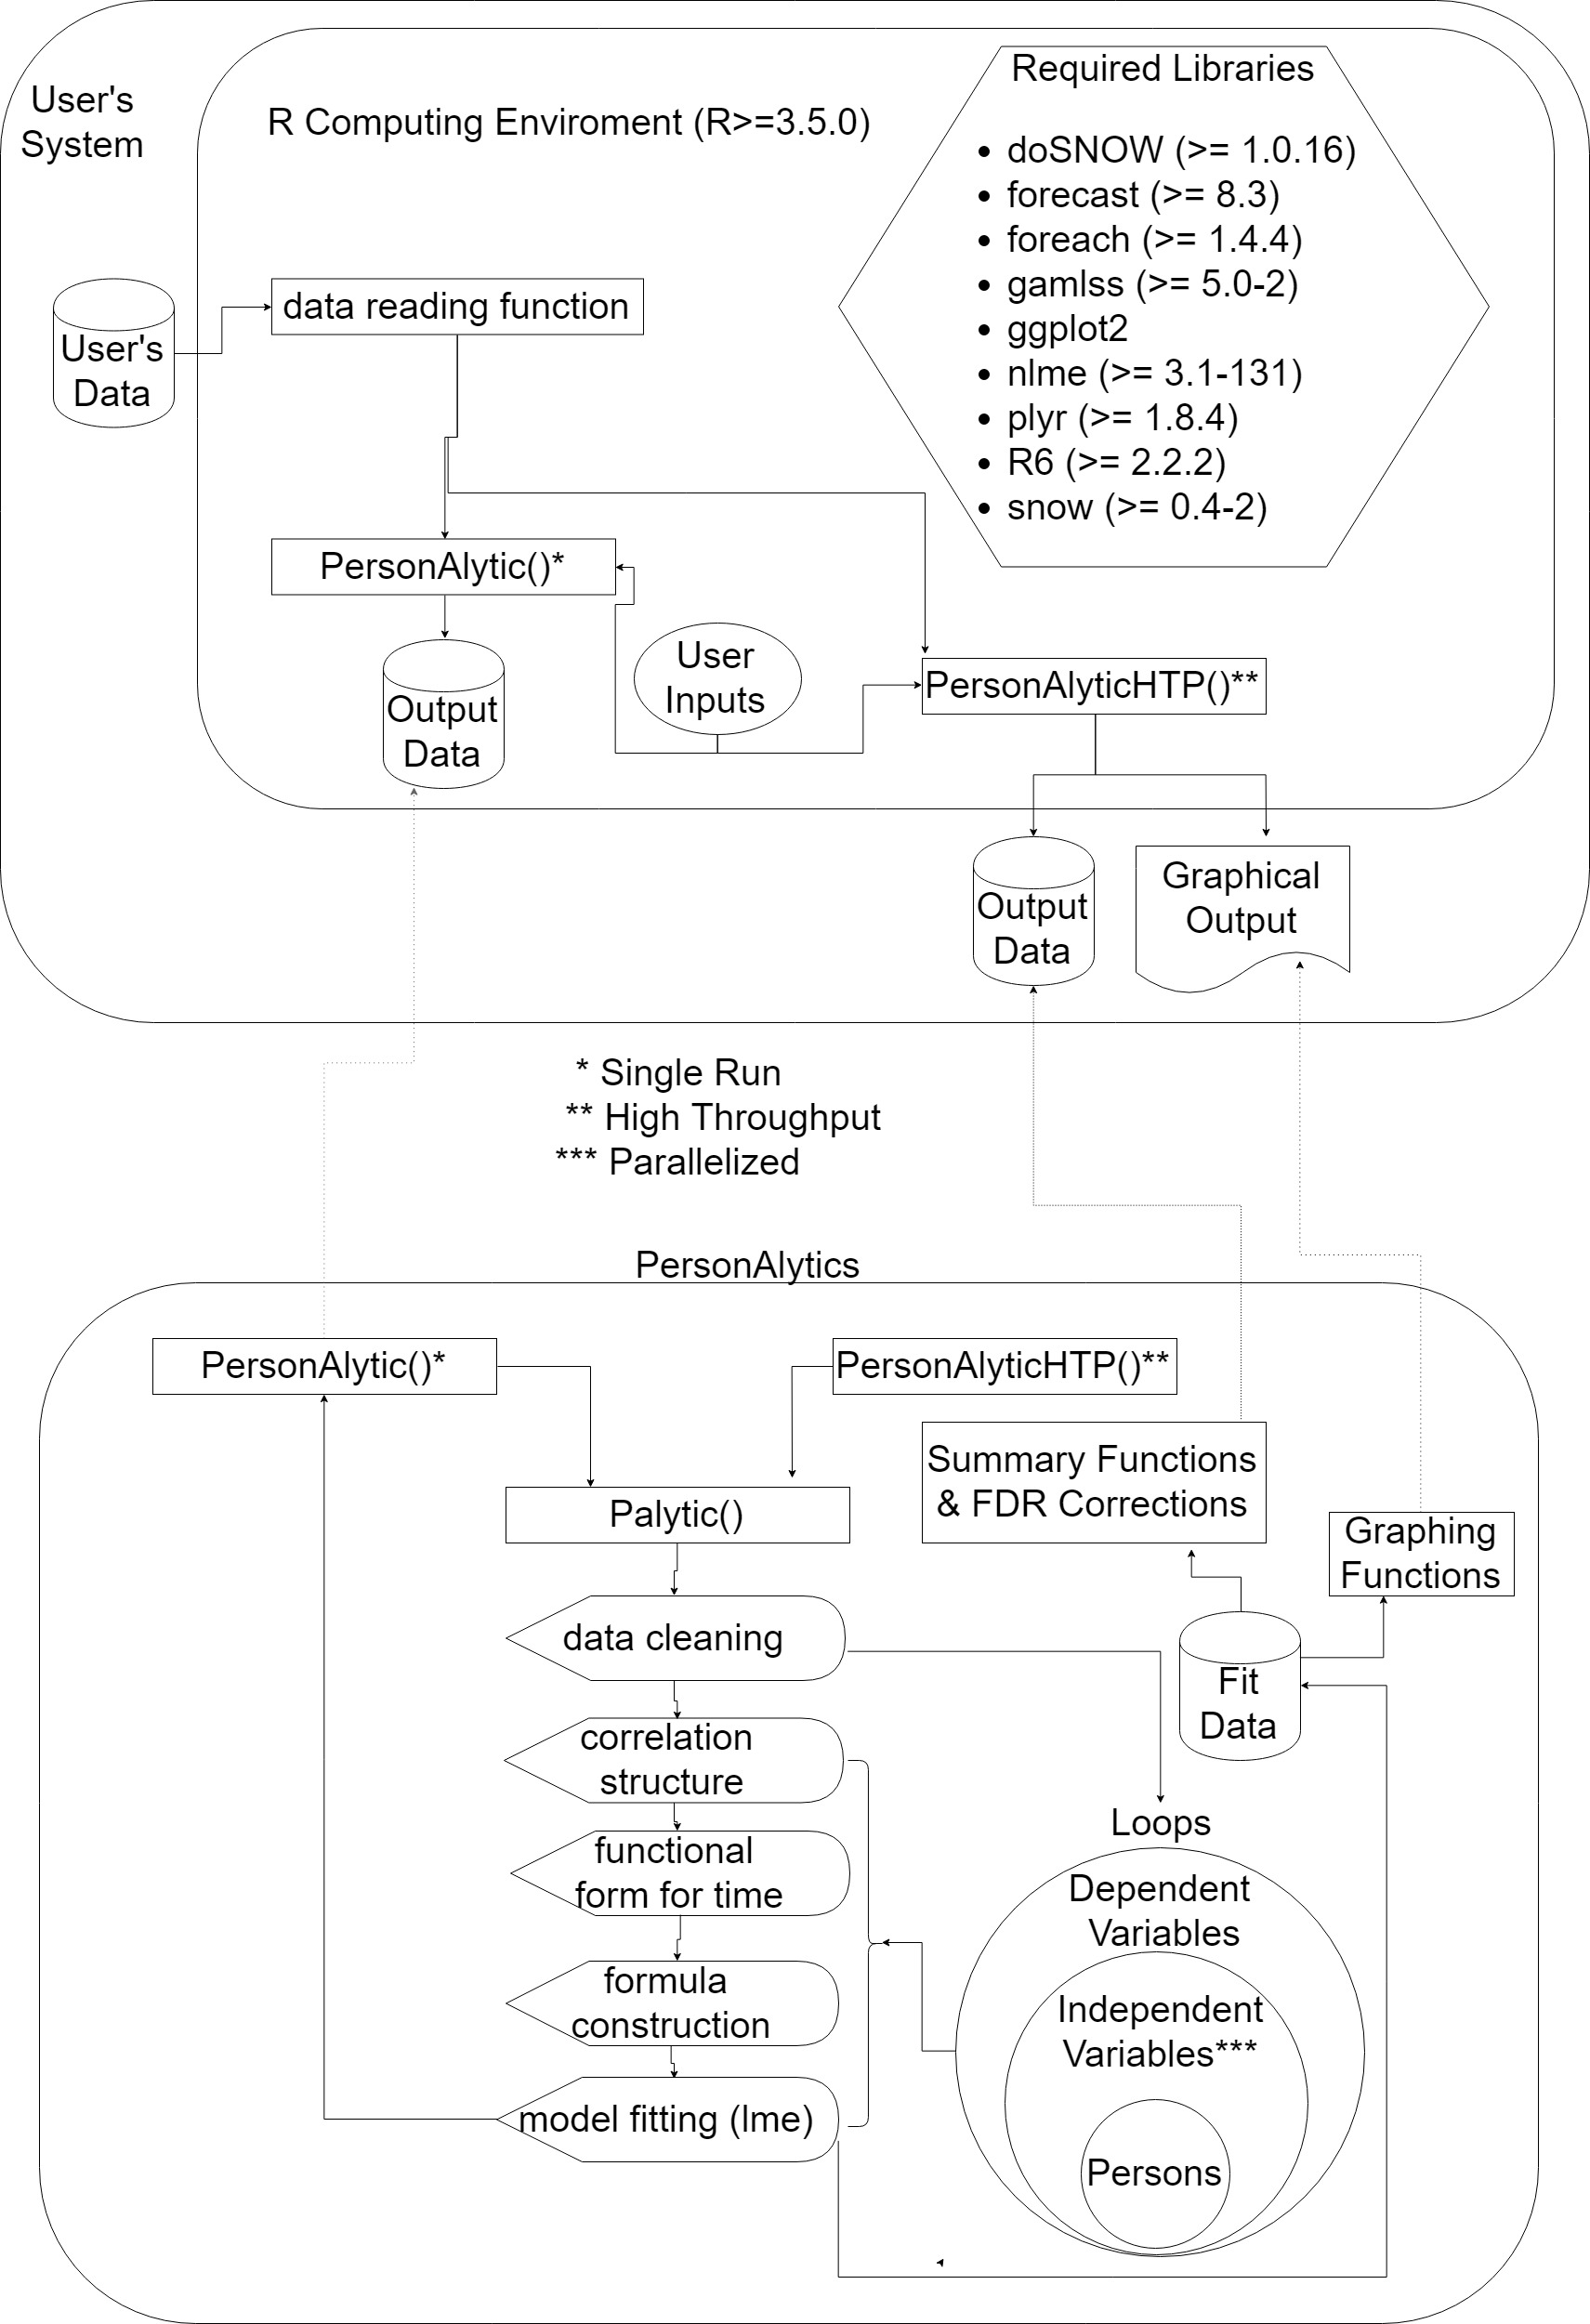 User's
System
R Computing Enviroment (R>=3.5.0)
Required Libraries
• doSNOW (>= 1.0.16)
• forecast (>= 8.3)
• foreach (>= 1.4.4)
• gamlss (>= 5.0-2)
• ggplot2
• nlme (>= 3.1-131)
• plyr (>= 1.8.4)
• R6 (>= 2.2.2)
• snow (>= 0.4-2)
User's
Data
data reading function
PersonAlytic()*
User
Inputs
PersonAlyticHTP()**
Output
Data
Output
Data
Graphical
Output
* Single Run
** High Throughput
*** Parallelized
PersonAlytics
PersonAlytic()*
PersonAlyticHTP()**
Summary Functions
& FDR Corrections
Palytic()
Graphing
Functions
data cleaning
Fit
Data
correlation
structure
functional
form for time
formula
construction
model fitting (lme)
Loops
Dependent
Variables
Independent
Variables***
Persons